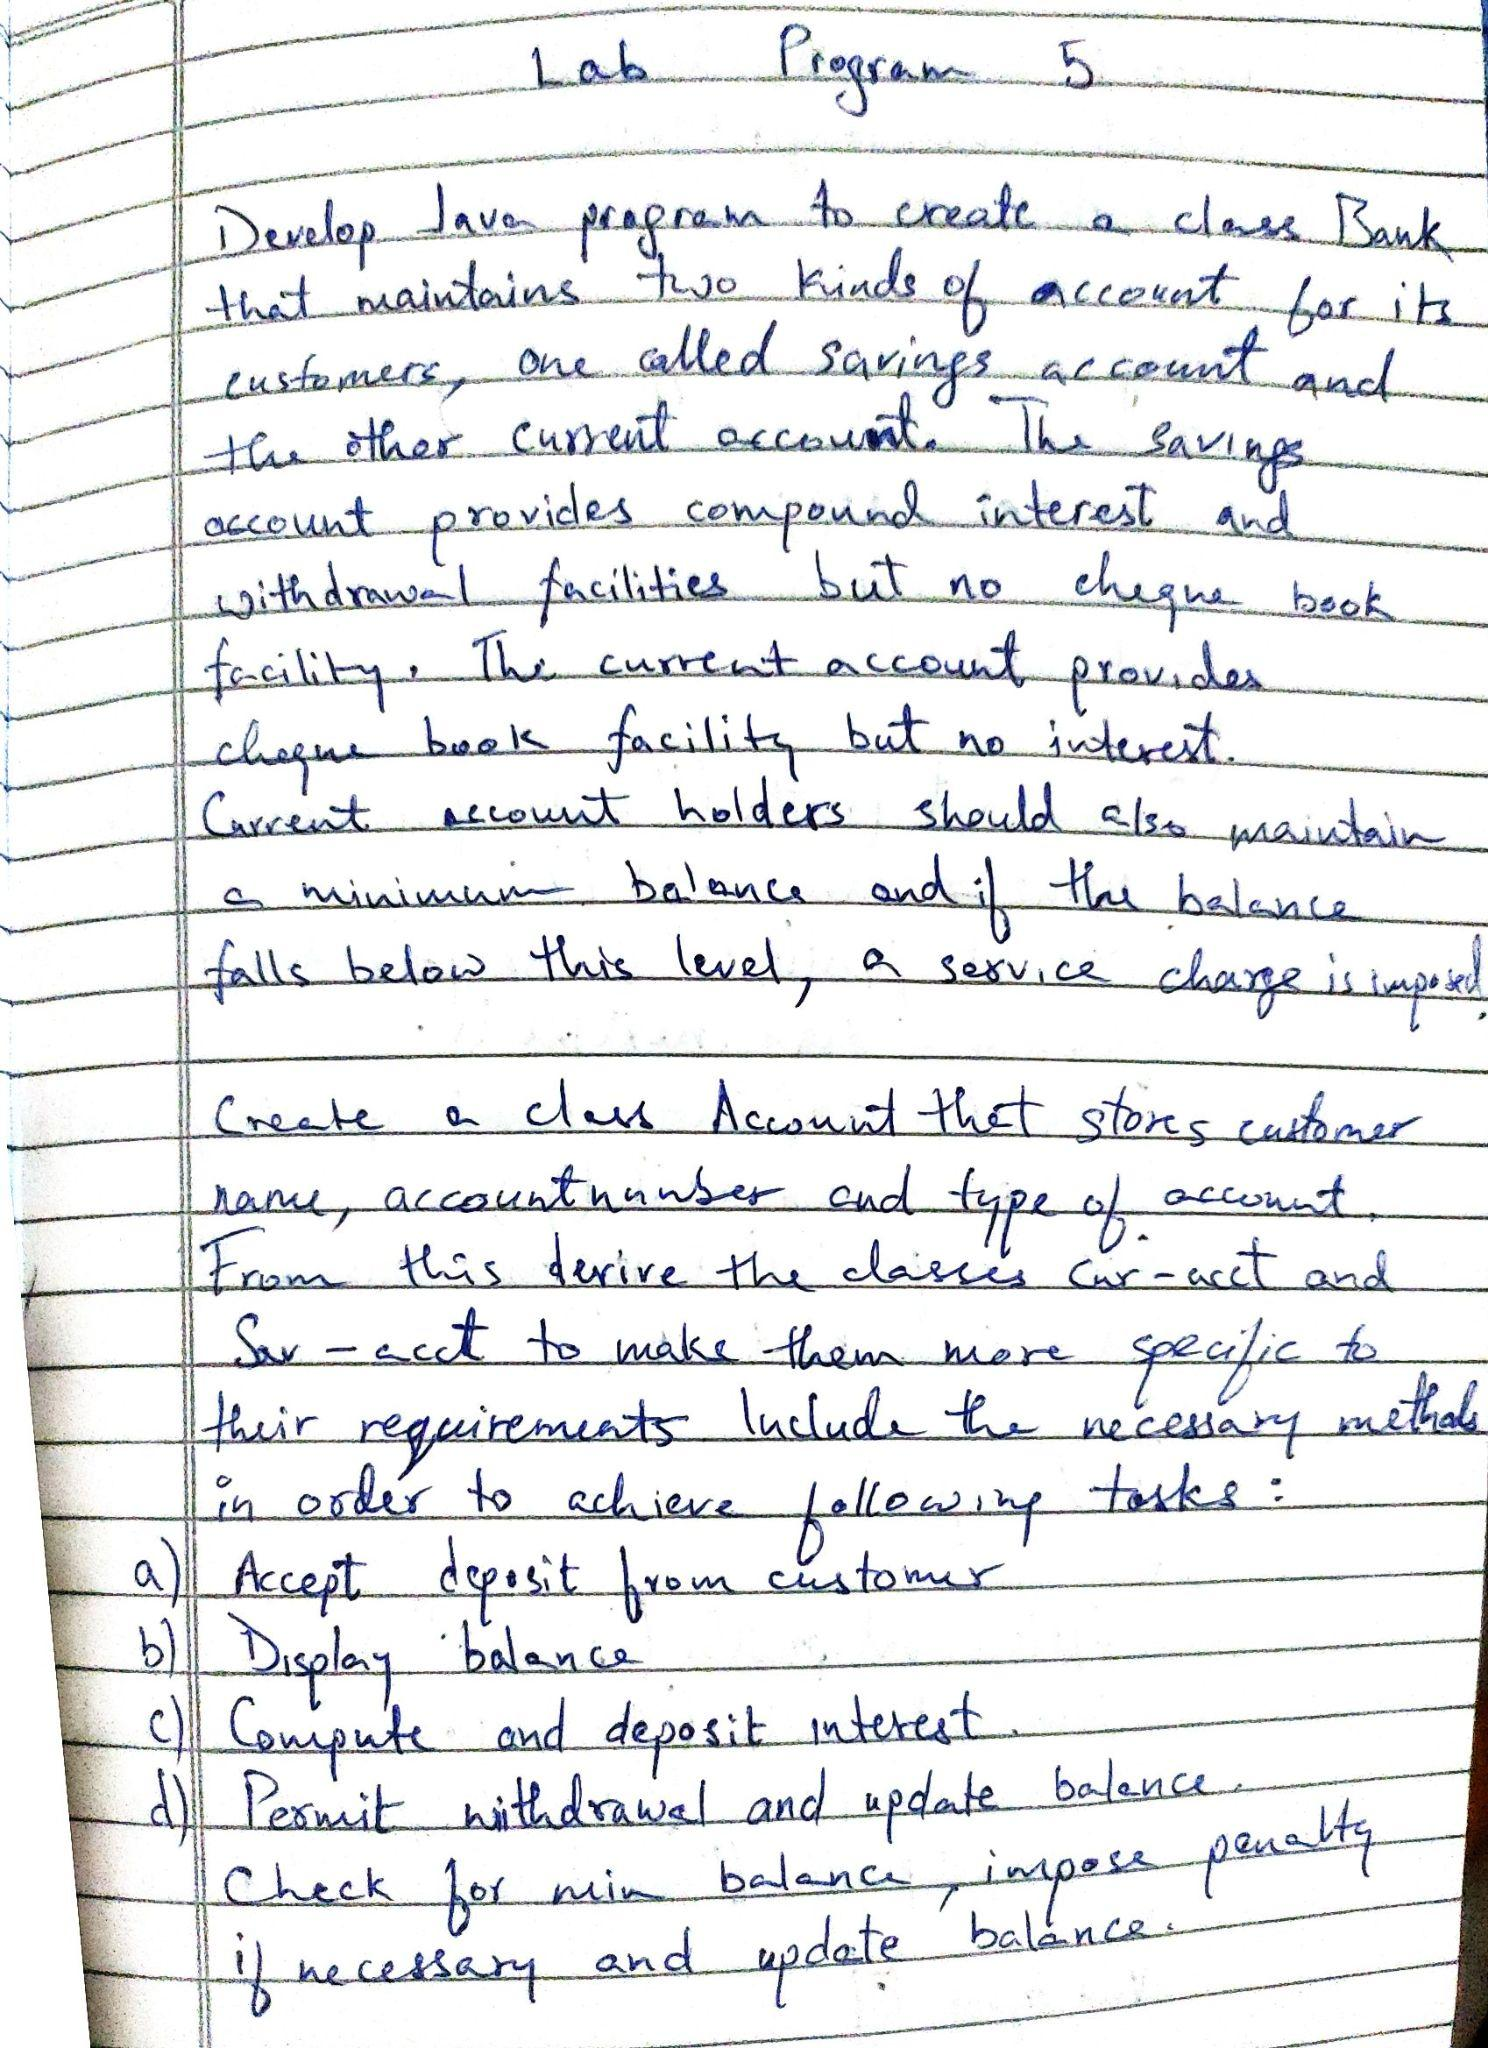 Lab Program 5
Develop Java program to create a class Bank
that maintains two kinds of account for its
customers, one called savings account and
the other current account. The savings
account provides compound interest and
withdrawal facilities but no cheque book
facility. The current account provides
cheque book facility but no interest.
Current account holders should also maintain
a minimum balance and if the balance
falls below this level, a service charge is imposed.
Create a class Account that stores customer
name, account number and type of account.
From this derive the classes Cur-acct and
Sav-acct to make them more specific to
their requirements Include the necessary methods
in order to achieve following tasks:
a) Accept deposit from customer
b) Display balance
c) Compute and deposit interest.
d) Permit withdrawal and update balance.
Check for min balance, impose penalty
if necessary and update balance.